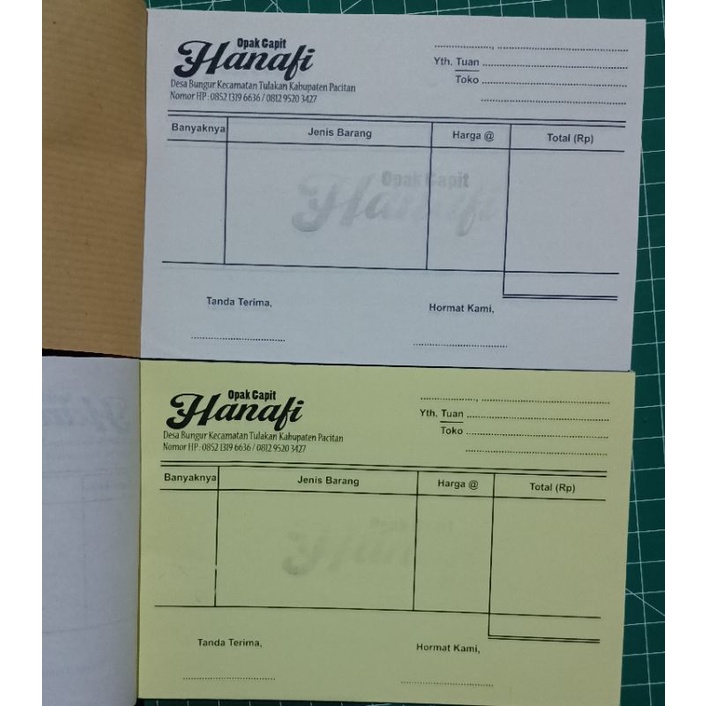 Opak Capit
Hanafi
Desa Bungur Kecamatan Tulakan Kabupaten Pacitan
Nomor HP : 0852 1319 6636 / 0812 9520 3427
Yth. Tuan
Toko
Banyaknya Jenis Barang Harga @ Total (Rp)
Opak Capit
Hanafi
Tanda Terima, Hormat Kami,
Opak Capit
Hanafi
Desa Bungur Kecamatan Tulakan Kabupaten Pacitan
Nomor HP : 0852 1319 6636 / 0812 9520 3427
Yth. Tuan
Toko
Banyaknya Jenis Barang Harga @ Total (Rp)
Opak Capit
Hanafi
Tanda Terima, Hormat Kami,